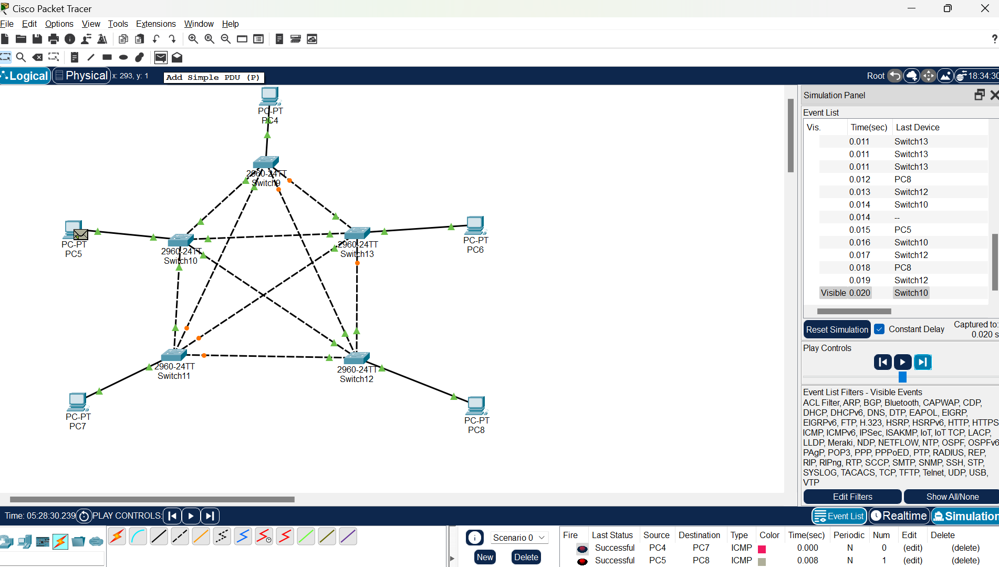 Cisco Packet Tracer
File Edit Options View Tools Extensions Window Help
?
Logical Physical x: 293, y: 1 Add Simple PDU (P) Root 18:34:30
PC-PT
PC4
2960-24TT
Switch9
PC-PT
PC5
2960-24TT
Switch10
2960-24TT
Switch13
PC-PT
PC6
2960-24TT
Switch11
2960-24TT
Switch12
PC-PT
PC7
PC-PT
PC8
Simulation Panel
Event List
Vis. Time(sec) Last Device
0.011 Switch13
0.011 Switch13
0.011 Switch13
0.012 PC8
0.013 Switch12
0.014 Switch10
0.014 --
0.015 PC5
0.016 Switch10
0.017 Switch12
0.018 PC8
0.019 Switch12
Visible 0.020 Switch10
Reset Simulation Constant Delay Captured to:
0.020 s
Play Controls
Event List Filters - Visible Events
ACL Filter, ARP, BGP, Bluetooth, CAPWAP, CDP,
DHCP, DHCPv6, DNS, DTP, EAPOL, EIGRP,
EIGRPv6, FTP, H.323, HSRP, HSRPv6, HTTP, HTTPS,
ICMP, ICMPv6, IPSec, ISAKMP, IoT, IoT TCP, LACP,
LLDP, Meraki, NDP, NETFLOW, NTP, OSPF, OSPFv6,
PAgP, POP3, PPP, PPPoED, PTP, RADIUS, REP,
RIP, RIPng, RTP, SCCP, SMTP, SNMP, SSH, STP,
SYSLOG, TACACS, TCP, TFTP, Telnet, UDP, USB,
VTP
Edit Filters Show All/None
Time: 05:28:30.239 PLAY CONTROLS: Event List Realtime Simulation
Scenario 0
New Delete
Fire Last Status Source Destination Type Color Time(sec) Periodic Num Edit Delete
Successful PC4 PC7 ICMP 0.000 N 0 (edit) (delete)
Successful PC5 PC8 ICMP 0.008 N 1 (edit) (delete)